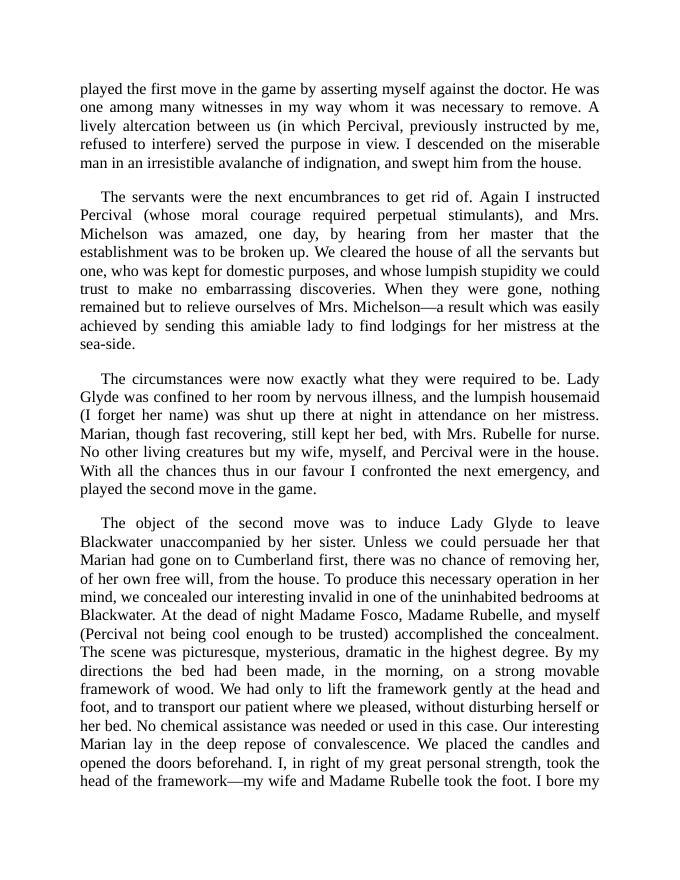 played the first move in the game by asserting myself against the doctor. He was
one among many witnesses in my way whom it was necessary to remove. A
lively altercation between us (in which Percival, previously instructed by me,
refused to interfere) served the purpose in view. I descended on the miserable
man in an irresistible avalanche of indignation, and swept him from the house.
The servants were the next encumbrances to get rid of. Again I instructed
Percival (whose moral courage required perpetual stimulants), and Mrs.
Michelson was amazed, one day, by hearing from her master that the
establishment was to be broken up. We cleared the house of all the servants but
one, who was kept for domestic purposes, and whose lumpish stupidity we could
trust to make no embarrassing discoveries. When they were gone, nothing
remained but to relieve ourselves of Mrs. Michelson—a result which was easily
achieved by sending this amiable lady to find lodgings for her mistress at the
sea-side.
The circumstances were now exactly what they were required to be. Lady
Glyde was confined to her room by nervous illness, and the lumpish housemaid
(I forget her name) was shut up there at night in attendance on her mistress.
Marian, though fast recovering, still kept her bed, with Mrs. Rubelle for nurse.
No other living creatures but my wife, myself, and Percival were in the house.
With all the chances thus in our favour I confronted the next emergency, and
played the second move in the game.
The object of the second move was to induce Lady Glyde to leave
Blackwater unaccompanied by her sister. Unless we could persuade her that
Marian had gone on to Cumberland first, there was no chance of removing her,
of her own free will, from the house. To produce this necessary operation in her
mind, we concealed our interesting invalid in one of the uninhabited bedrooms at
Blackwater. At the dead of night Madame Fosco, Madame Rubelle, and myself
(Percival not being cool enough to be trusted) accomplished the concealment.
The scene was picturesque, mysterious, dramatic in the highest degree. By my
directions the bed had been made, in the morning, on a strong movable
framework of wood. We had only to lift the framework gently at the head and
foot, and to transport our patient where we pleased, without disturbing herself or
her bed. No chemical assistance was needed or used in this case. Our interesting
Marian lay in the deep repose of convalescence. We placed the candles and
opened the doors beforehand. I, in right of my great personal strength, took the
head of the framework—my wife and Madame Rubelle took the foot. I bore my